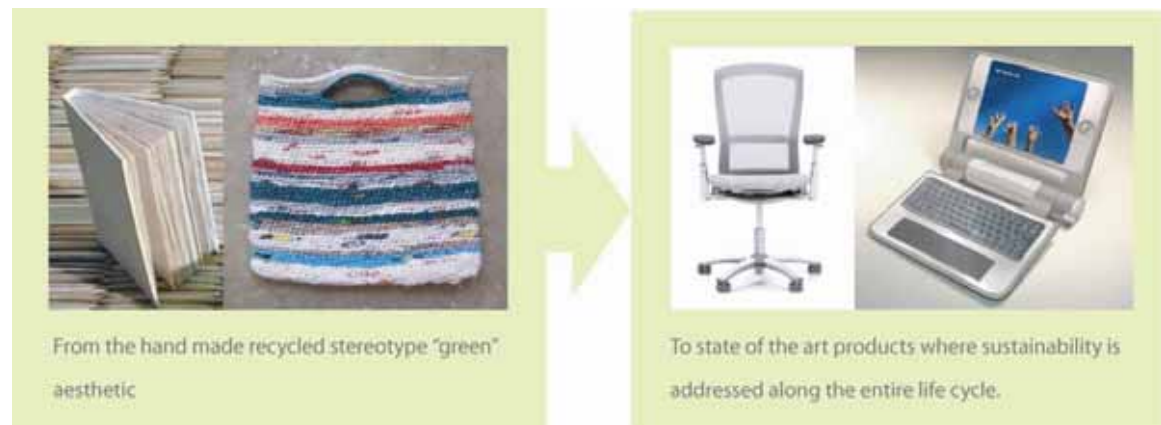 From the hand made recycled stereotype "green"
aesthetic
To state of the art products where sustainability is
addressed along the entire life cycle.